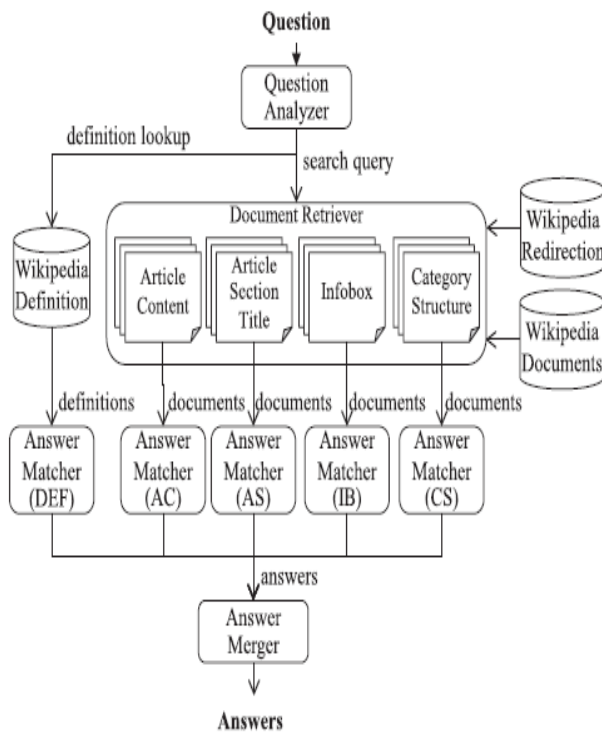 Question
Question
Analyzer
definition lookup
search query
Document Retriever
Wikipedia
Definition
Article
Content
Article
Section
Title
Infobox
Category
Structure
Wikipedia
Redirection
Wikipedia
Documents
definitions
documents
documents
documents
documents
Answer
Matcher
(DEF)
Answer
Matcher
(AC)
Answer
Matcher
(AS)
Answer
Matcher
(IB)
Answer
Matcher
(CS)
answers
Answer
Merger
Answers